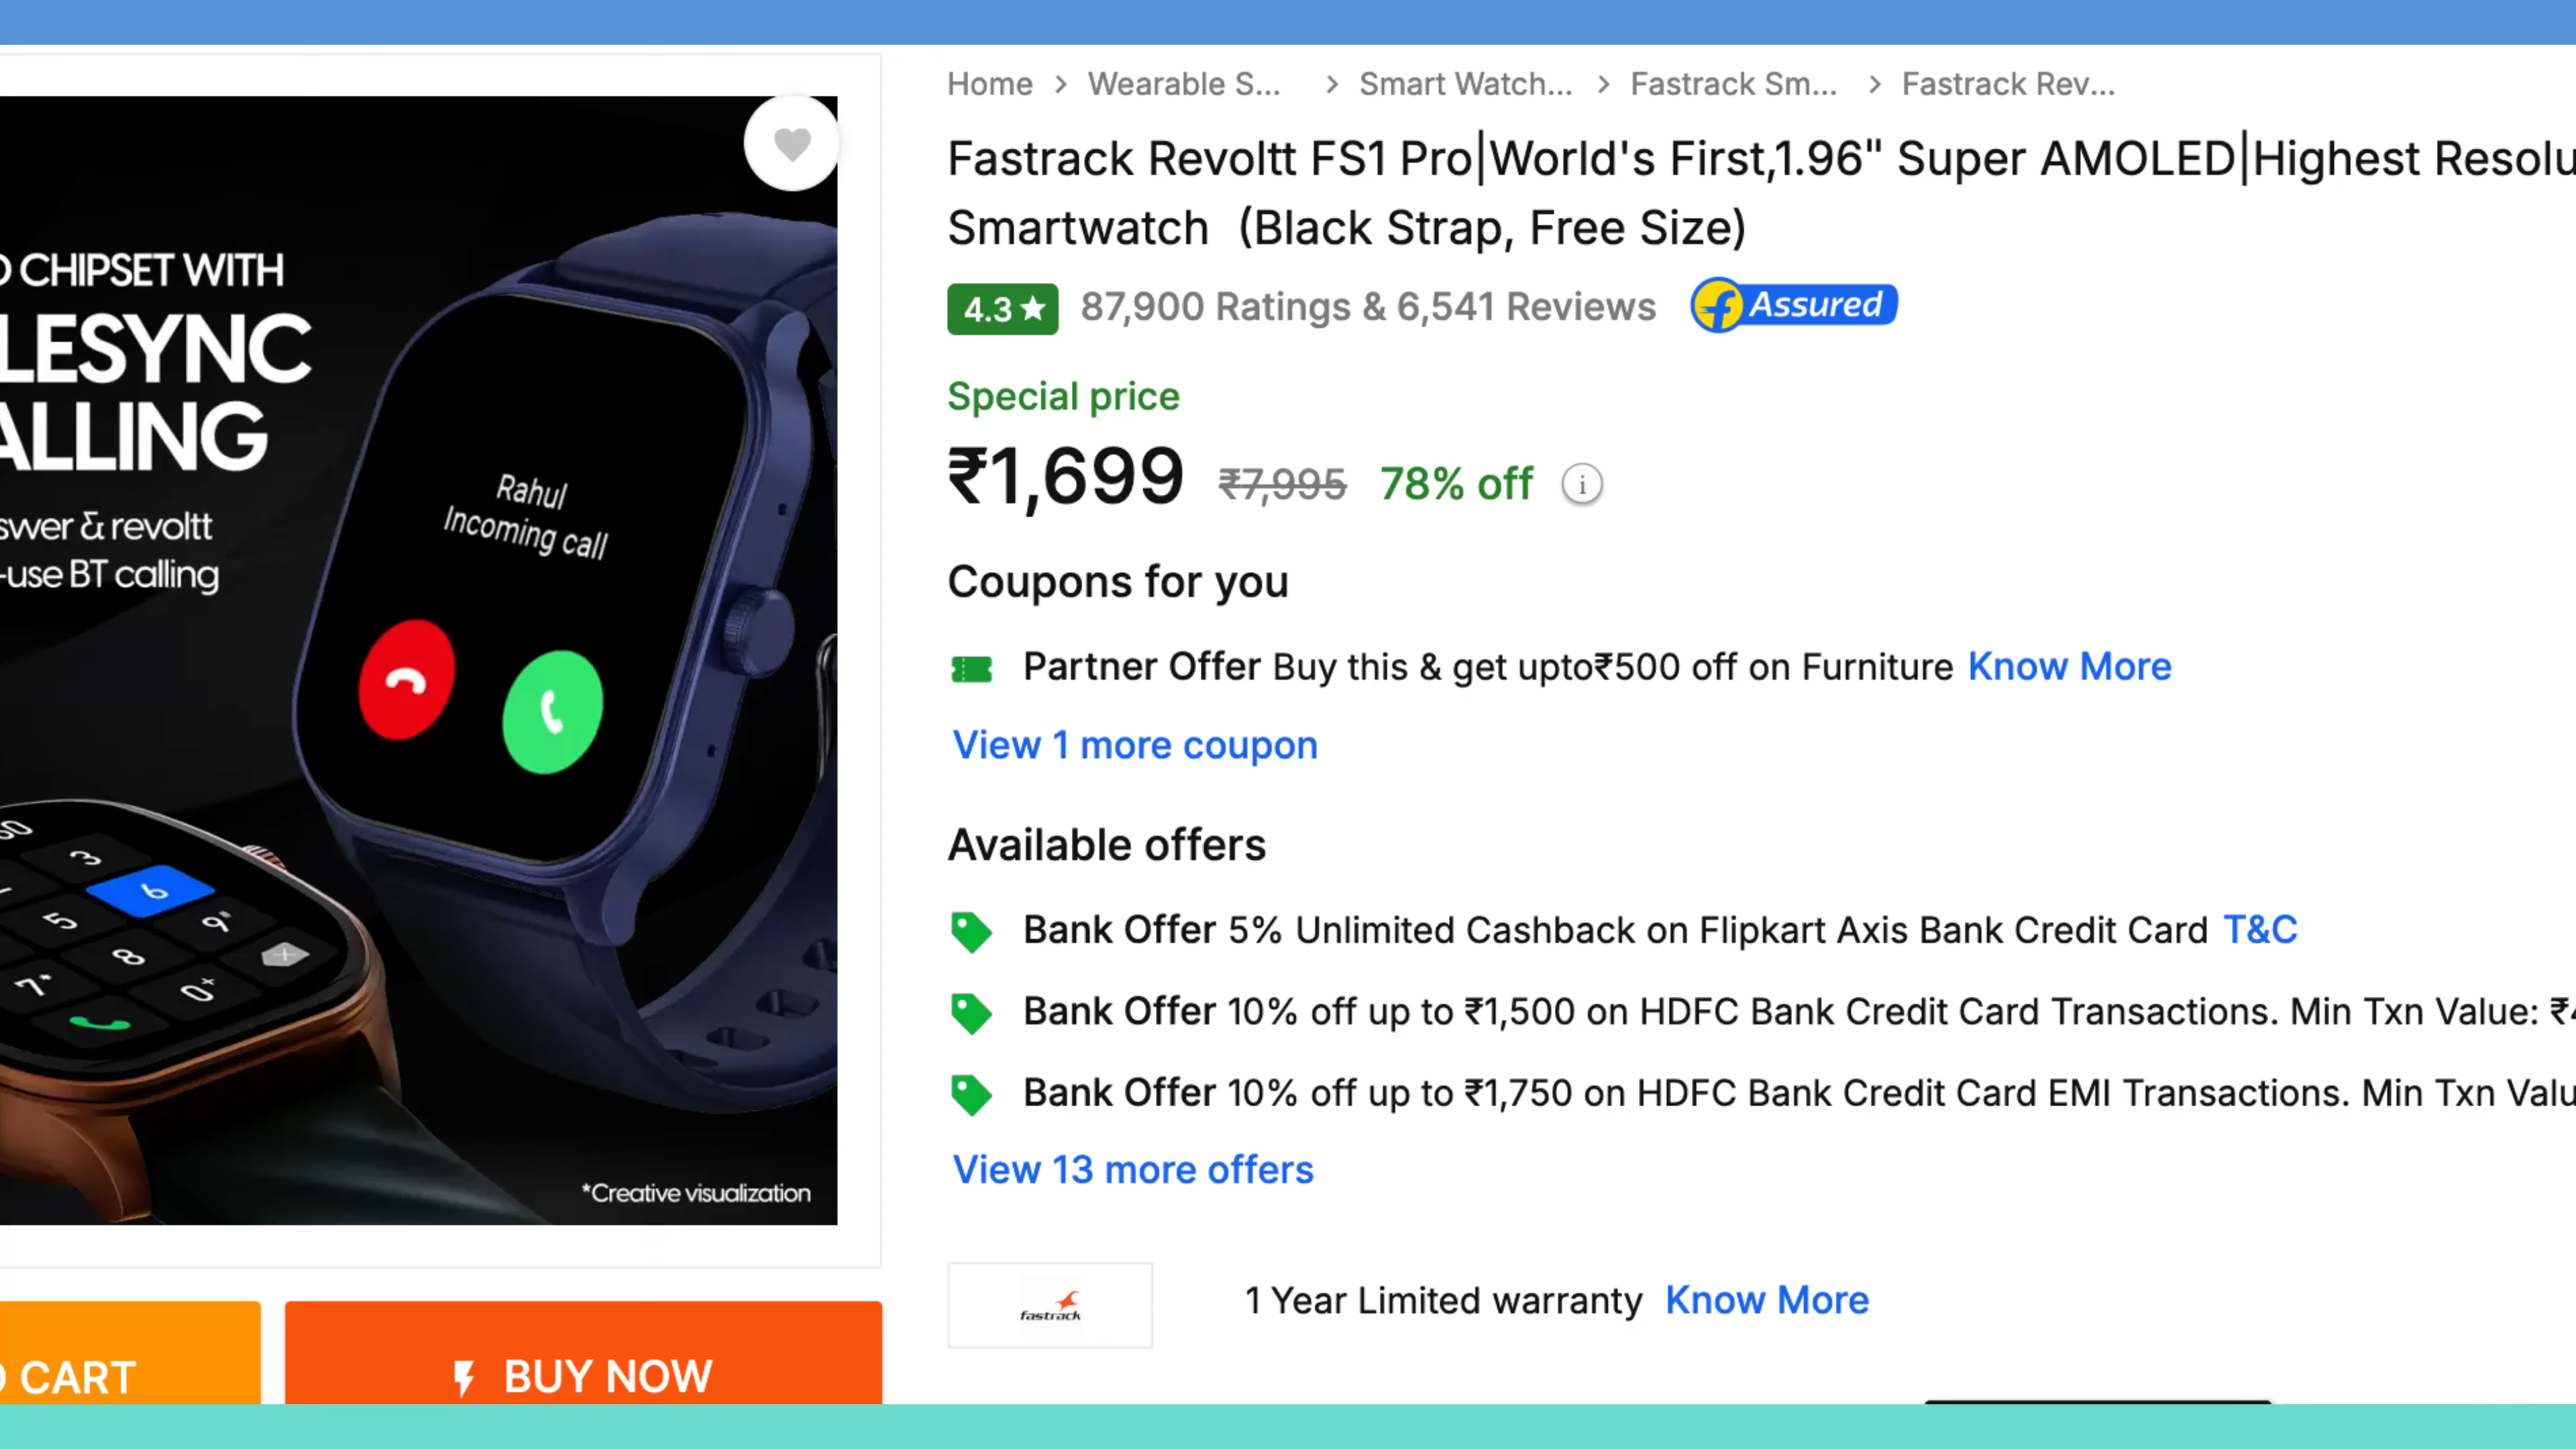 Home > Wearable S... > Smart Watch... > Fastrack Sm... > Fastrack Rev...
Fastrack Revoltt FS1 Pro|World's First,1.96" Super AMOLED|Highest
Smartwatch (Black Strap, Free Size)
4.3★ 87,900 Ratings & 6,541 Reviews f Assured
Special price
₹1,699 ₹7,995 78% off i
Coupons for you
Partner Offer Buy this & get upto₹500 off on Furniture Know More
View 1 more coupon
Available offers
Bank Offer 5% Unlimited Cashback on Flipkart Axis Bank Credit Card T&C
Bank Offer 10% off up to ₹1,500 on HDFC Bank Credit Card Transactions. Min Txn Value:
Bank Offer 10% off up to ₹1,750 on HDFC Bank Credit Card EMI Transactions. Min Txn
View 13 more offers
fastrack 1 Year Limited warranty Know More
CHIPSET WITH
LESYNC
ALLING
swer & revoltt
-use BT calling
Rahul
Incoming call
3
6
5
9
8
7*
0+
*Creative visualization
CART
BUY NOW